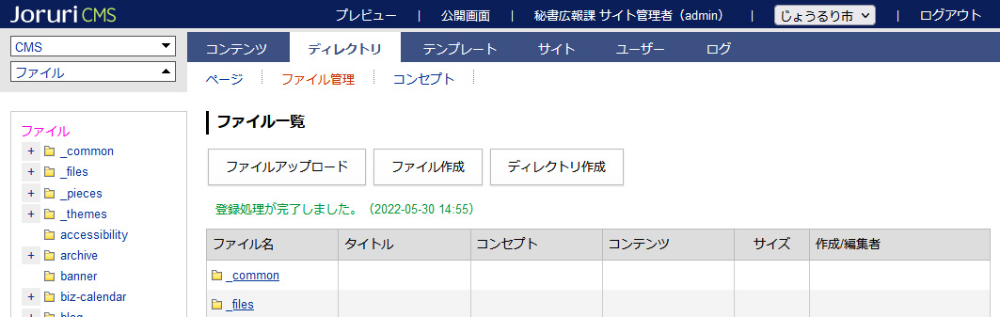 Joruri CMS
プレビュー | 公開画面 | 秘書広報課 サイト管理者（admin） | じょうるり市 | ログアウト
CMS
ファイル
コンテンツ ディレクトリ テンプレート サイト ユーザー ログ
ページ ファイル管理 コンセプト
ファイル
+ _common
+ _files
+ _pieces
+ _themes
accessibility
+ archive
banner
+ biz-calendar
+ blog
ファイル一覧
ファイルアップロード ファイル作成 ディレクトリ作成
登録処理が完了しました。（2022-05-30 14:55）
ファイル名 タイトル コンセプト コンテンツ サイズ 作成/編集者
_common
_files